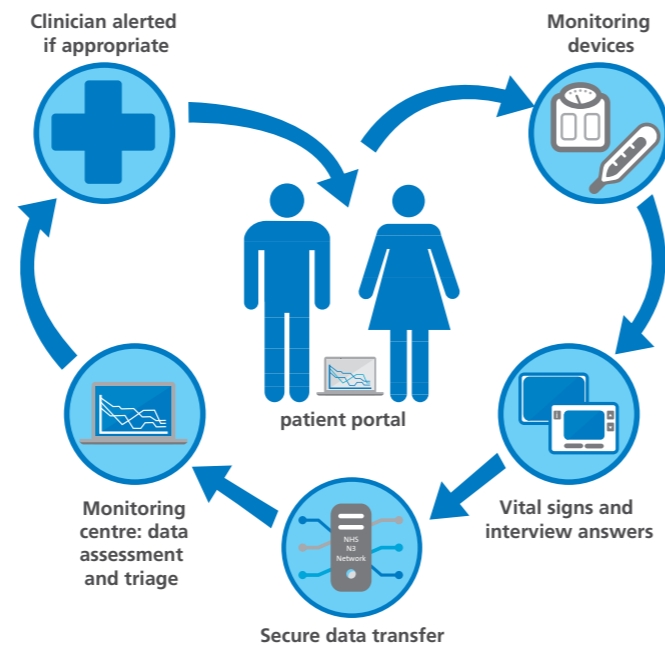 Clinician alerted
if appropriate
Monitoring
devices
patient portal
Vital signs and
interview answers
Monitoring
centre: data
assessment
and triage
NHS
N3
Network
Secure data transfer